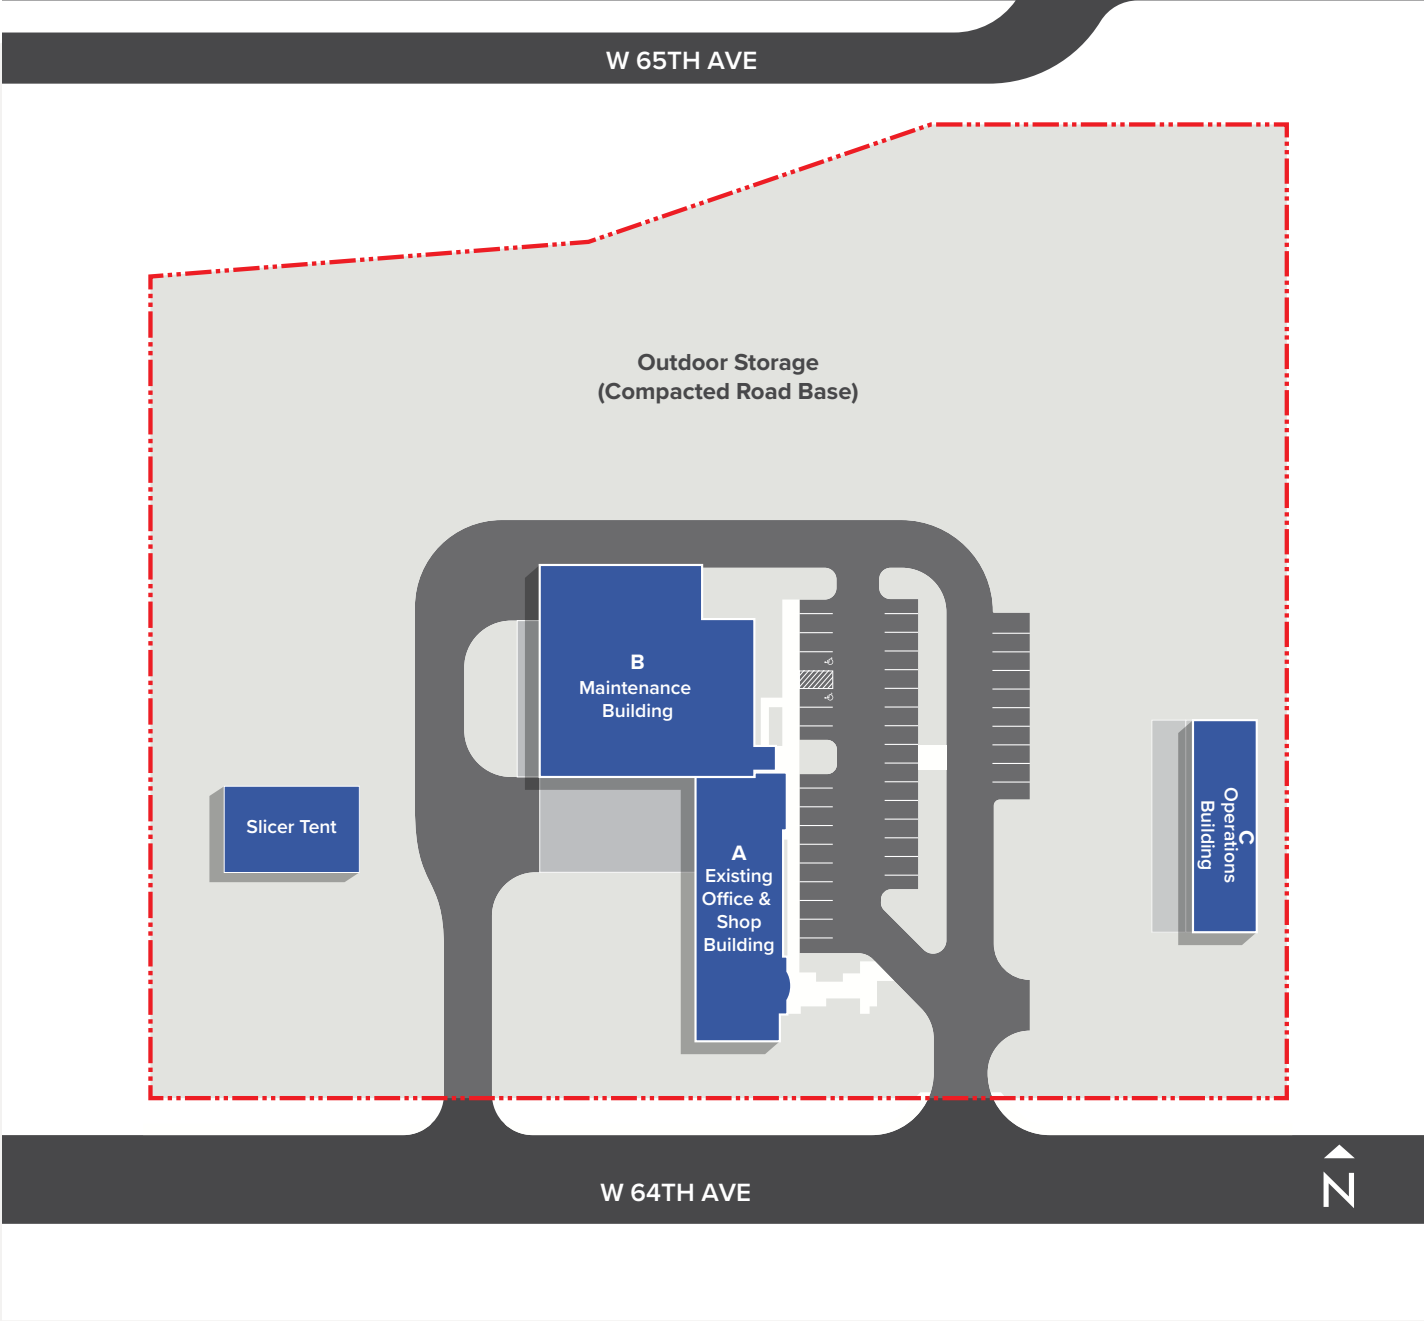 W 65TH AVE
Outdoor Storage
(Compacted Road Base)
B
Maintenance
Building
Slicer Tent
A
Existing
Office &
Shop
Building
C
Operations
Building
W 64TH AVE
N